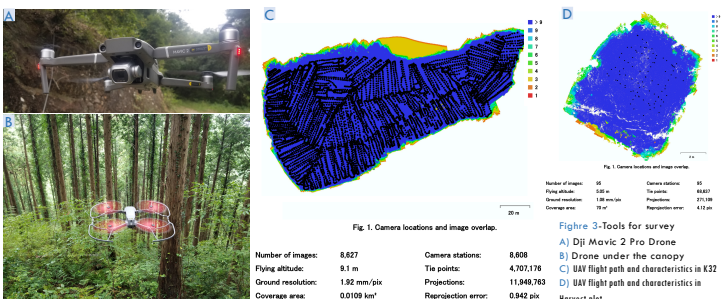 A
B
C
> 9
9
8
7
6
5
4
3
2
1
20 m
Fig. 1. Camera locations and image overlap.
Number of images: 8,627 Camera stations: 8,608
Flying altitude: 9.1 m Tie points: 4,707,176
Ground resolution: 1.92 mm/pix Projections: 11,949,763
Coverage area: 0.0109 km² Reprojection error: 0.942 pix
D
Fig. 1. Camera locations and image overlap.
Number of images: 95 Camera stations: 95
Flying altitude: 5.05 m Tie points: 68,627
Ground resolution: 1.08 mm/pix Projections: 271,109
Coverage area: 70 m² Reprojection error: 4.12 pix
Fighre 3-Tools for survey
A) Dji Mavic 2 Pro Drone
B) Drone under the canopy
C) UAV flight path and characteristics in K32
D) UAV flight path and characteristics in
Harvest plot